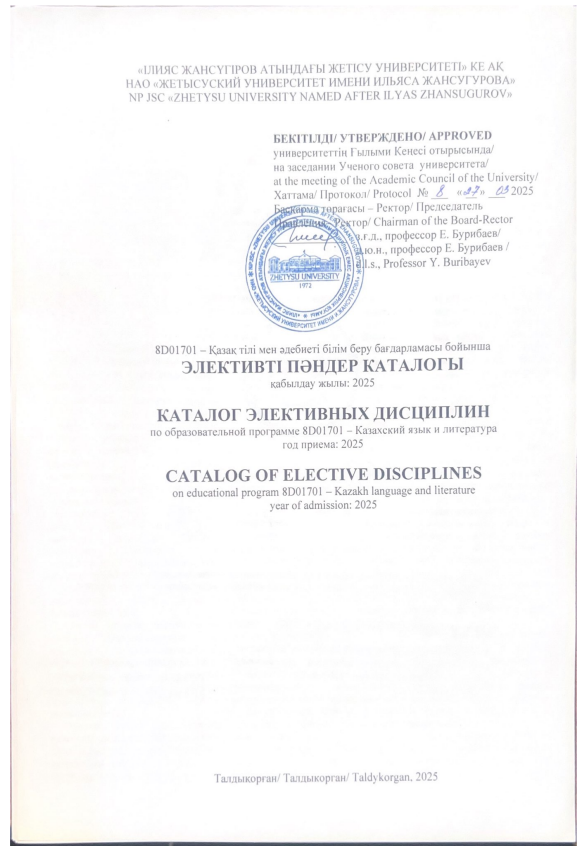 «ІЛИЯС ЖАНСҮГІРОВ АТЫНДАҒЫ ЖЕТІСУ УНИВЕРСИТЕТІ» КЕ АҚ
НАО «ЖЕТЫСУСКИЙ УНИВЕРСИТЕТ ИМЕНИ ИЛЬЯСА ЖАНСУГУРОВА»
NP JSC «ZHETYSU UNIVERSITY NAMED AFTER ILYAS ZHANSUGUROV»
БЕКІТІЛДІ/ УТВЕРЖДЕНО/ APPROVED
университеттің Ғылыми Кеңесі отырысында/
на заседании Ученого совета университета/
at the meeting of the Academic Council of the University/
Хаттама/ Протокол/ Protocol № 8 «27» 03 2025
Басқарма төрағасы – Ректор/ Председатель
Правления – Ректор/ Chairman of the Board-Rector
з.ғ.д., профессор Е. Бурибаев/
д.ю.н., профессор Е. Бурибаев /
d.l.s., Professor Y. Buribayev
ZHETYSU UNIVERSITY
1972
8D01701 – Қазақ тілі мен әдебиеті білім беру бағдарламасы бойынша
ЭЛЕКТИВТІ ПӘНДЕР КАТАЛОГЫ
қабылдау жылы: 2025
КАТАЛОГ ЭЛЕКТИВНЫХ ДИСЦИПЛИН
по образовательной программе 8D01701 – Казахский язык и литература
год приема: 2025
CATALOG OF ELECTIVE DISCIPLINES
on educational program 8D01701 – Kazakh language and literature
year of admission: 2025
Талдықорған/ Талдыкорган/ Taldykorgan, 2025